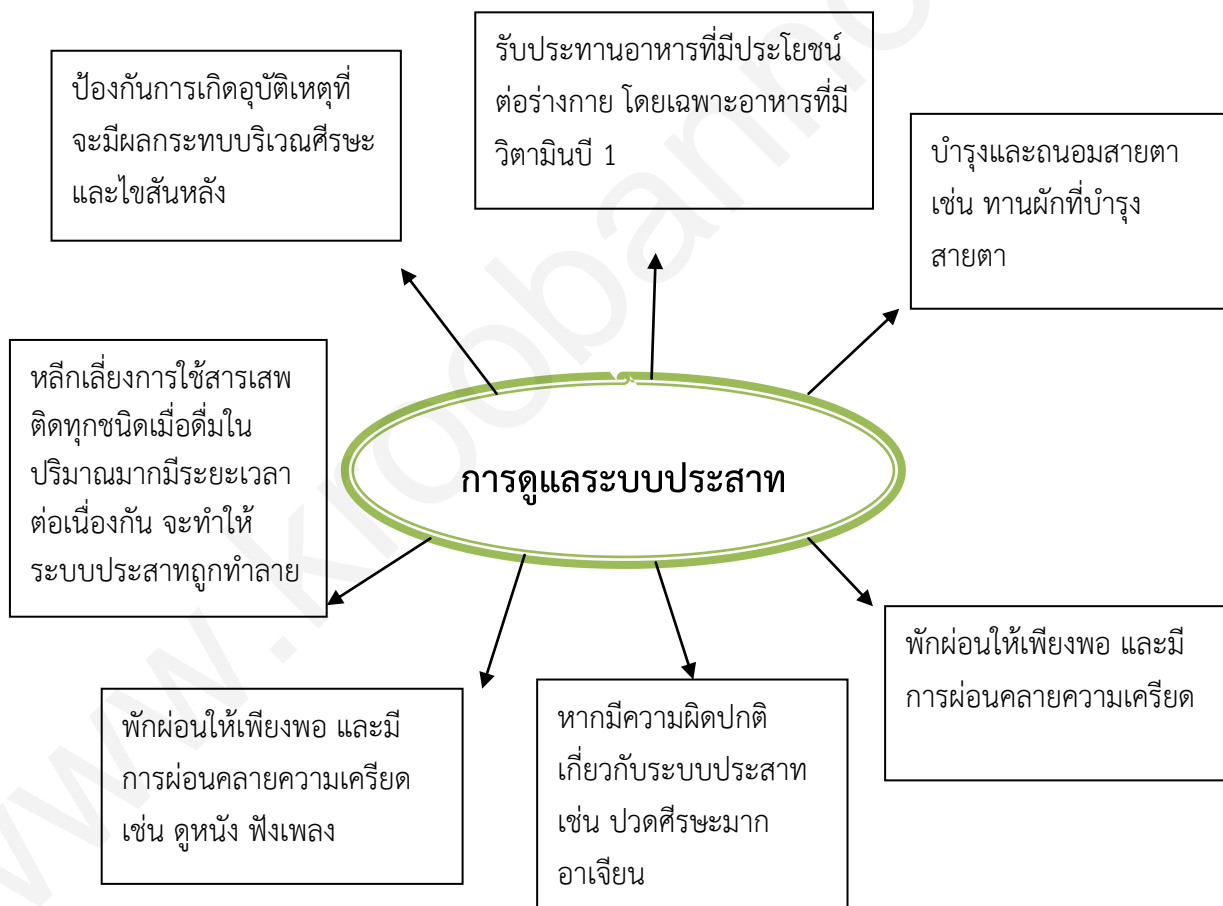 รับประทานอาหารที่มีประโยชน์
ต่อร่างกาย โดยเฉพาะอาหารที่มี
วิตามินบี 1
ป้องกันการเกิดอุบัติเหตุที่
จะมีผลกระทบบริเวณศีรษะ
และไขสันหลัง
บำรุงและถนอมสายตา
เช่น ทานผักที่บำรุง
สายตา
หลีกเลี่ยงการใช้สารเสพ
ติดทุกชนิดเมื่อดื่มใน
ปริมาณมากมีระยะเวลา
ต่อเนื่องกัน จะทำให้
ระบบประสาทถูกทำลาย
การดูแลระบบประสาท
พักผ่อนให้เพียงพอ และมี
การผ่อนคลายความเครียด
พักผ่อนให้เพียงพอ และมี
การผ่อนคลายความเครียด
เช่น ดูหนัง ฟังเพลง
หากมีความผิดปกติ
เกี่ยวกับระบบประสาท
เช่น ปวดศีรษะมาก
อาเจียน